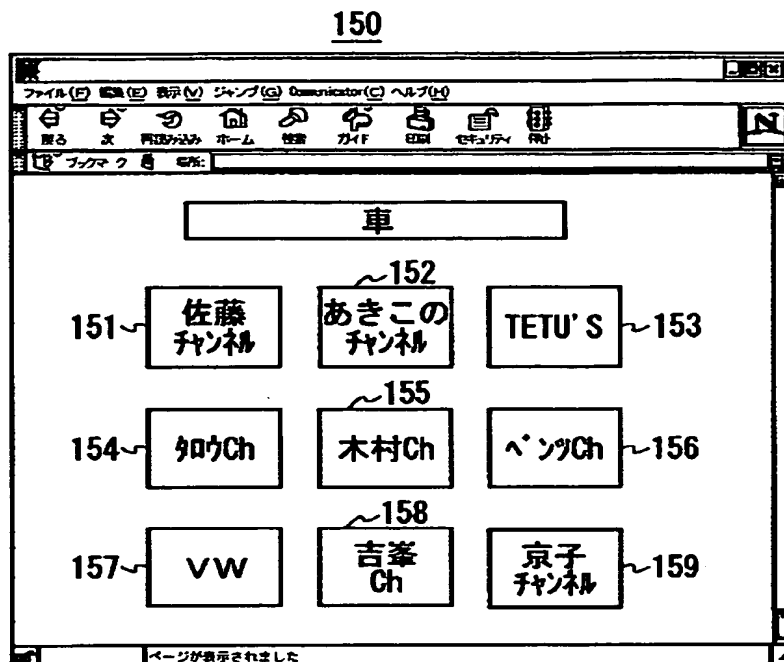 150
ファイル(F) 編集(E) 表示(V) ジャンプ(G) Communicator(C) ヘルプ(H)
戻る 次 再読み込み ホーム 検索 ガイド 印刷 セキュリティ 停止
N
ブックマーク 場所:
車
152
151 佐藤 あきこの TETU'S 153
チャンネル チャンネル
155
154 ﾀﾛｳCh 木村Ch ﾍﾞﾝﾂCh 156
158
157 VW 吉峯 京子 159
Ch チャンネル
ページが表示されました